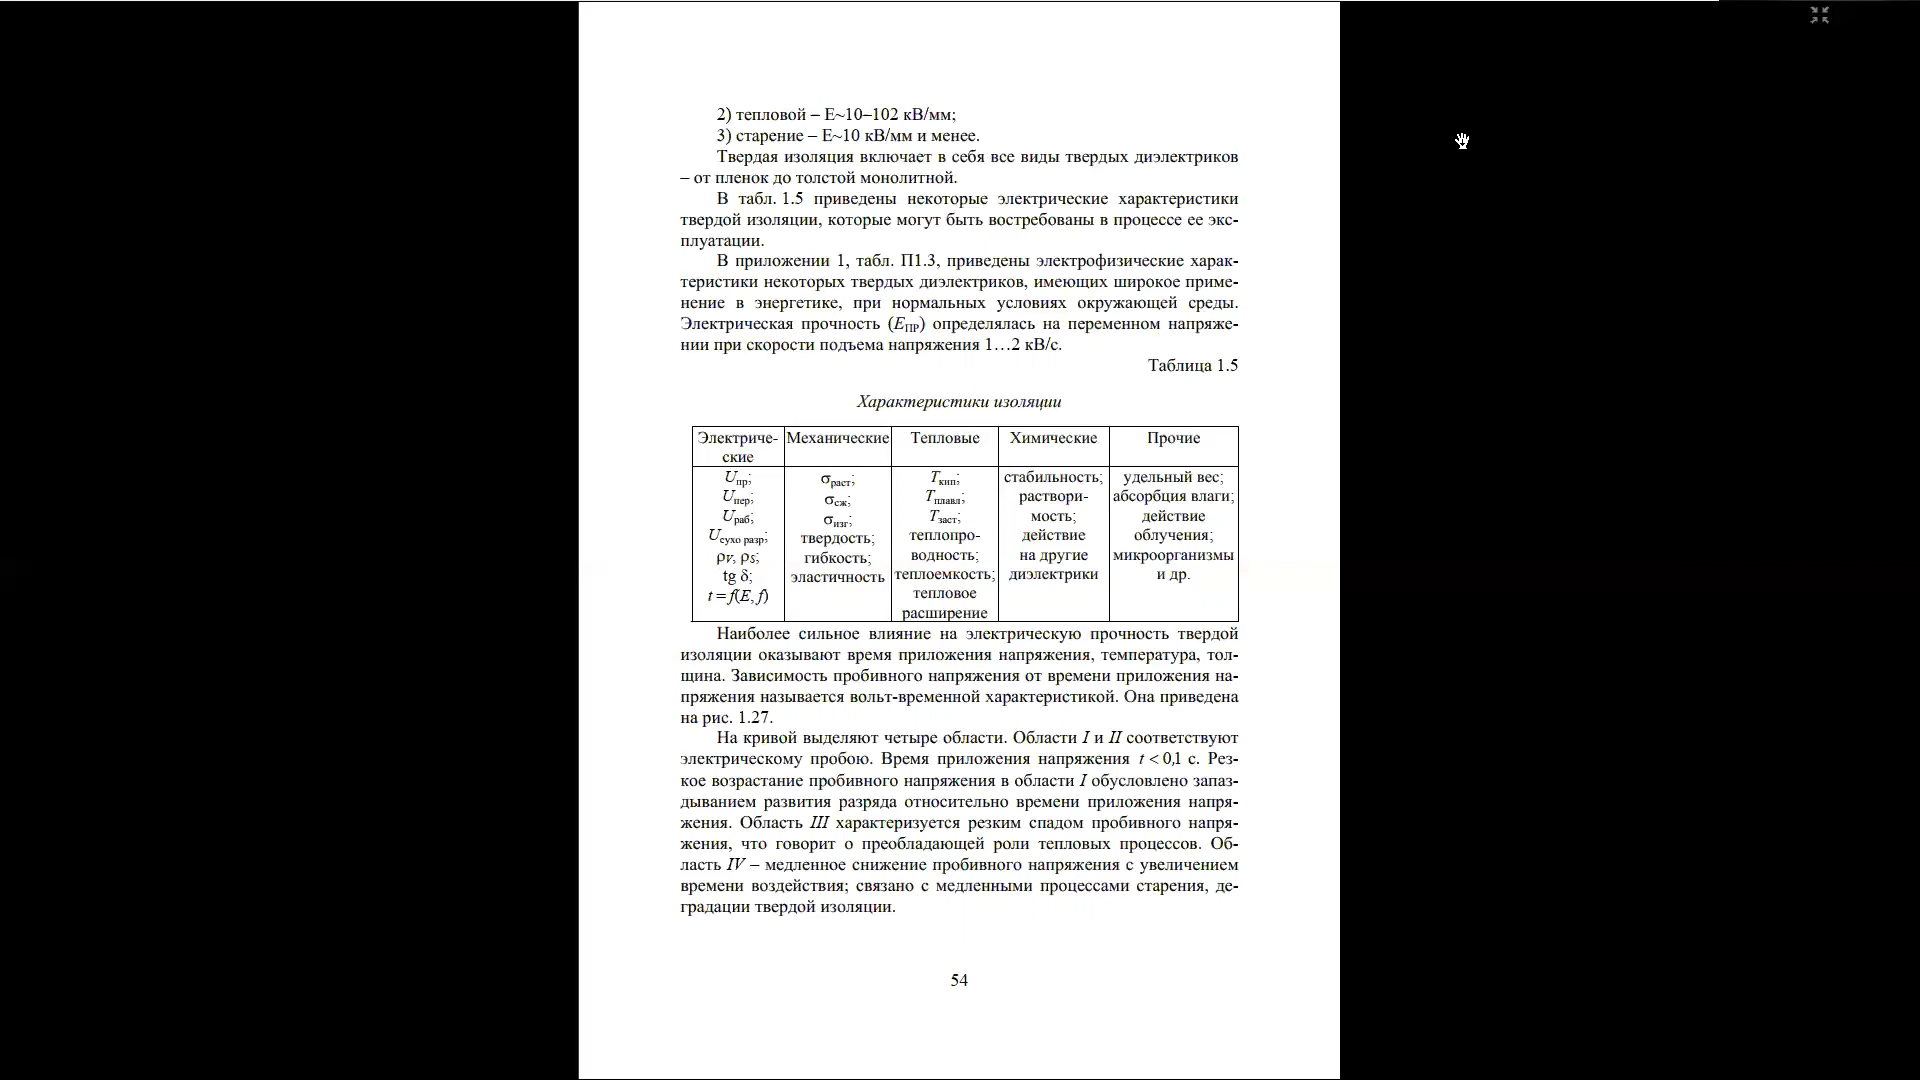 2) тепловой – E~10–102 кВ/мм;
3) старение – E~10 кВ/мм и менее.
Твердая изоляция включает в себя все виды твердых диэлектриков
– от пленок до толстой монолитной.
В табл. 1.5 приведены некоторые электрические характеристики
твердой изоляции, которые могут быть востребованы в процессе ее экс-
плуатации.
В приложении 1, табл. П1.3, приведены электрофизические харак-
теристики некоторых твердых диэлектриков, имеющих широкое приме-
нение в энергетике, при нормальных условиях окружающей среды.
Электрическая прочность (EПР) определялась на переменном напряже-
нии при скорости подъема напряжения 1…2 кВ/с.
Таблица 1.5
Характеристики изоляции
Электриче-
ские
Механические
Тепловые
Химические
Прочие
Uпр;
Uпер;
Uраб;
Uсухо разр;
ρV, ρS;
tg δ;
t = f(E, f)
σраст;
σсж;
σизг;
твердость;
гибкость;
эластичность
Tкип;
Tплавл;
Tзаст;
теплопро-
водность;
теплоемкость;
тепловое
расширение
стабильность;
раствори-
мость;
действие
на другие
диэлектрики
удельный вес;
абсорбция влаги;
действие
облучения;
микроорганизмы
и др.
Наиболее сильное влияние на электрическую прочность твердой
изоляции оказывают время приложения напряжения, температура, тол-
щина. Зависимость пробивного напряжения от времени приложения на-
пряжения называется вольт-временной характеристикой. Она приведена
на рис. 1.27.
На кривой выделяют четыре области. Области I и II соответствуют
электрическому пробою. Время приложения напряжения t < 0,1 с. Рез-
кое возрастание пробивного напряжения в области I обусловлено запаз-
дыванием развития разряда относительно времени приложения напря-
жения. Область III характеризуется резким спадом пробивного напря-
жения, что говорит о преобладающей роли тепловых процессов. Об-
ласть IV – медленное снижение пробивного напряжения с увеличением
времени воздействия; связано с медленными процессами старения, де-
градации твердой изоляции.
54